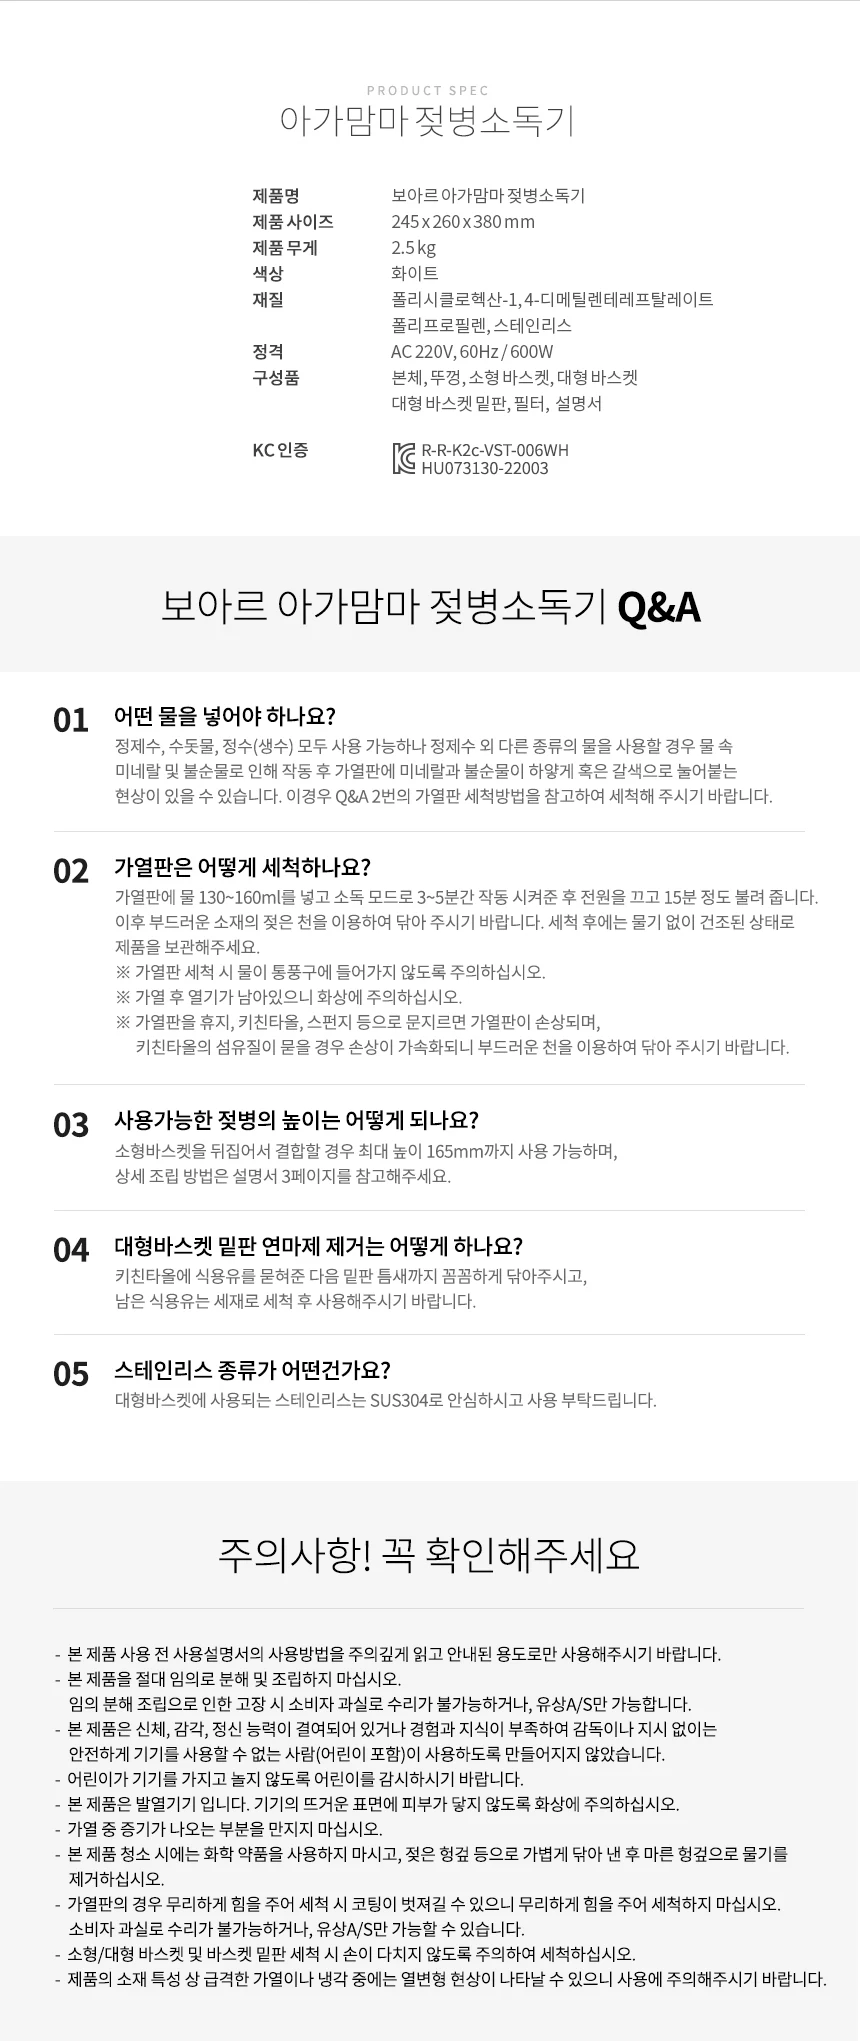 PRODUCT SPEC
아가맘마 젖병소독기
제품명 보아르 아가맘마 젖병소독기
제품 사이즈 245 x 260 x 380 mm
제품 무게 2.5 kg
색상 화이트
재질 폴리시클로헥산-1, 4-디메틸렌테레프탈레이트
폴리프로필렌, 스테인리스
정격 AC 220V, 60Hz / 600W
구성품 본체, 뚜껑, 소형 바스켓, 대형 바스켓
대형 바스켓 밑판, 필터, 설명서
KC 인증 R-R-K2c-VST-006WH
HU073130-22003
보아르 아가맘마 젖병소독기 Q&A
01 어떤 물을 넣어야 하나요?
정제수, 수돗물, 정수(생수) 모두 사용 가능하나 정제수 외 다른 종류의 물을 사용할 경우 물 속
미네랄 및 불순물로 인해 작동 후 가열판에 미네랄과 불순물이 하얗게 혹은 갈색으로 눌어붙는
현상이 있을 수 있습니다. 이경우 Q&A 2번의 가열판 세척방법을 참고하여 세척해 주시기 바랍니다.
02 가열판은 어떻게 세척하나요?
가열판에 물 130~160ml를 넣고 소독 모드로 3~5분간 작동 시켜준 후 전원을 끄고 15분 정도 불려 줍니다.
이후 부드러운 소재의 젖은 천을 이용하여 닦아 주시기 바랍니다. 세척 후에는 물기 없이 건조된 상태로
제품을 보관해주세요.
※ 가열판 세척 시 물이 통풍구에 들어가지 않도록 주의하십시오.
※ 가열 후 열기가 남아있으니 화상에 주의하십시오.
※ 가열판을 휴지, 키친타올, 스펀지 등으로 문지르면 가열판이 손상되며,
키친타올의 섬유질이 묻을 경우 손상이 가속화되니 부드러운 천을 이용하여 닦아 주시기 바랍니다.
03 사용가능한 젖병의 높이는 어떻게 되나요?
소형바스켓을 뒤집어서 결합할 경우 최대 높이 165mm까지 사용 가능하며,
상세 조립 방법은 설명서 3페이지를 참고해주세요.
04 대형바스켓 밑판 연마제 제거는 어떻게 하나요?
키친타올에 식용유를 묻혀준 다음 밑판 틈새까지 꼼꼼하게 닦아주시고,
남은 식용유는 세재로 세척 후 사용해주시기 바랍니다.
05 스테인리스 종류가 어떤건가요?
대형바스켓에 사용되는 스테인리스는 SUS304로 안심하시고 사용 부탁드립니다.
주의사항! 꼭 확인해주세요
- 본 제품 사용 전 사용설명서의 사용방법을 주의깊게 읽고 안내된 용도로만 사용해주시기 바랍니다.
- 본 제품을 절대 임의로 분해 및 조립하지 마십시오.
임의 분해 조립으로 인한 고장 시 소비자 과실로 수리가 불가능하거나, 유상A/S만 가능합니다.
- 본 제품은 신체, 감각, 정신 능력이 결여되어 있거나 경험과 지식이 부족하여 감독이나 지시 없이는
안전하게 기기를 사용할 수 없는 사람(어린이 포함)이 사용하도록 만들어지지 않았습니다.
- 어린이가 기기를 가지고 놀지 않도록 어린이를 감시하시기 바랍니다.
- 본 제품은 발열기기 입니다. 기기의 뜨거운 표면에 피부가 닿지 않도록 화상에 주의하십시오.
- 가열 중 증기가 나오는 부분을 만지지 마십시오.
- 본 제품 청소 시에는 화학 약품을 사용하지 마시고, 젖은 헝겊 등으로 가볍게 닦아 낸 후 마른 헝겊으로 물기를
제거하십시오.
- 가열판의 경우 무리하게 힘을 주어 세척 시 코팅이 벗져길 수 있으니 무리하게 힘을 주어 세척하지 마십시오.
소비자 과실로 수리가 불가능하거나, 유상A/S만 가능할 수 있습니다.
- 소형/대형 바스켓 및 바스켓 밑판 세척 시 손이 다치지 않도록 주의하여 세척하십시오.
- 제품의 소재 특성 상 급격한 가열이나 냉각 중에는 열변형 현상이 나타날 수 있으니 사용에 주의해주시기 바랍니다.